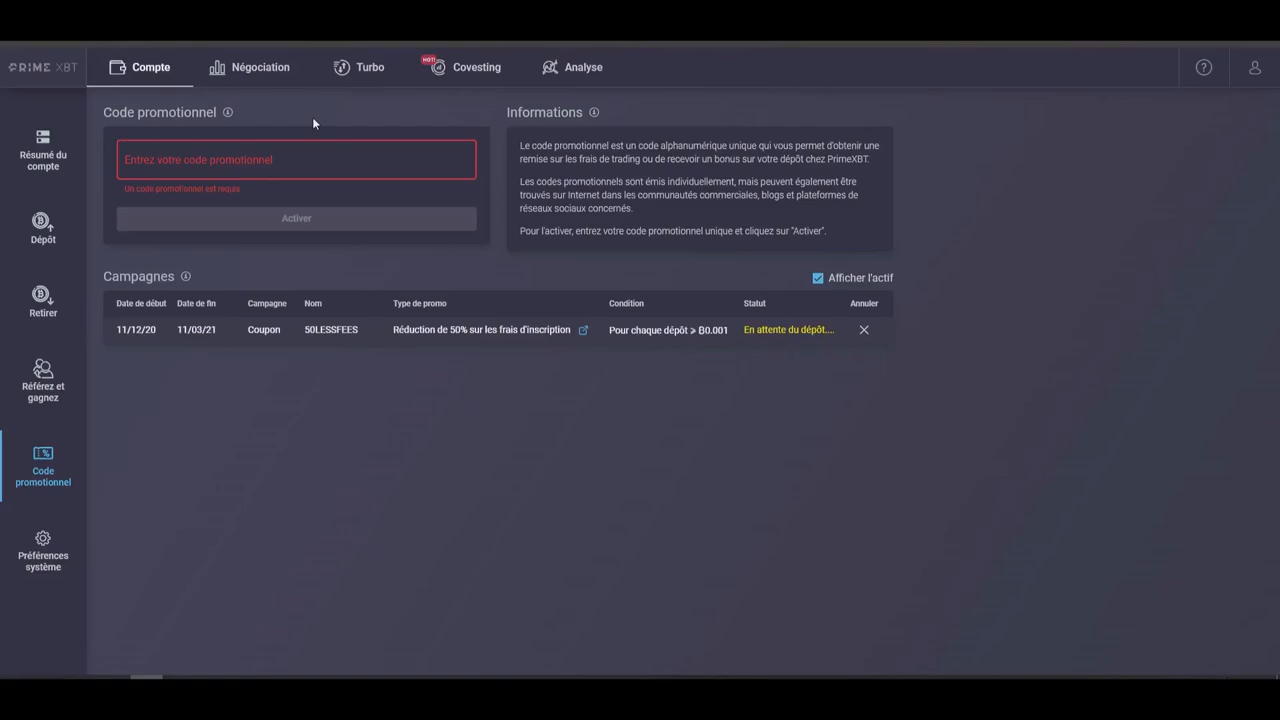 PRIME XBT
Compte
Négociation
Turbo
HOT!
Covesting
Analyse
Résumé du
compte
Dépôt
Retirer
Référez et
gagnez
Code
promotionnel
Préférences
système
Code promotionnel
Entrez votre code promotionnel
Un code promotionnel est requis
Activer
Informations
Le code promotionnel est un code alphanumérique unique qui vous permet d'obtenir une
remise sur les frais de trading ou de recevoir un bonus sur votre dépôt chez PrimeXBT.
Les codes promotionnels sont émis individuellement, mais peuvent également être
trouvés sur Internet dans les communautés commerciales, blogs et plateformes de
réseaux sociaux concernés.
Pour l'activer, entrez votre code promotionnel unique et cliquez sur "Activer".
Campagnes
Afficher l'actif
Date de début Date de fin Campagne Nom Type de promo Condition Statut Annuler
11/12/20 11/03/21 Coupon 50LESSFEES Réduction de 50% sur les frais d'inscription Pour chaque dépôt ⩾ ₿0.001 En attente du dépôt....